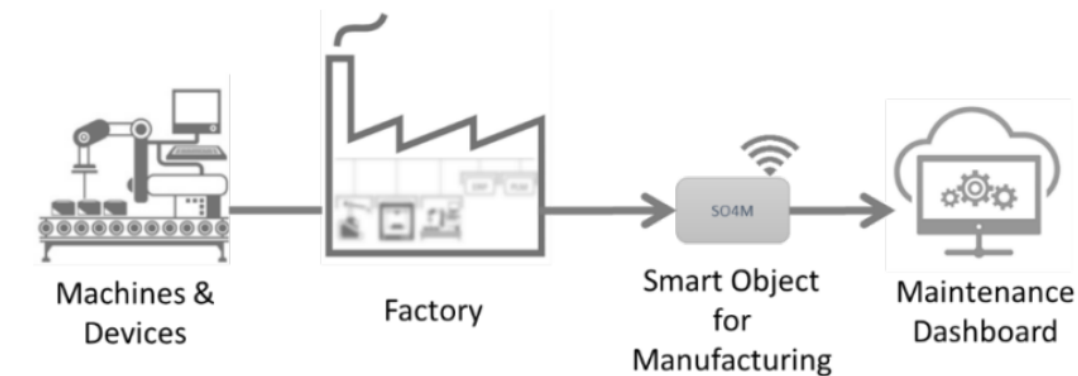 SO4M
Machines &
Devices
Factory
Smart Object
for
Manufacturing
Maintenance
Dashboard